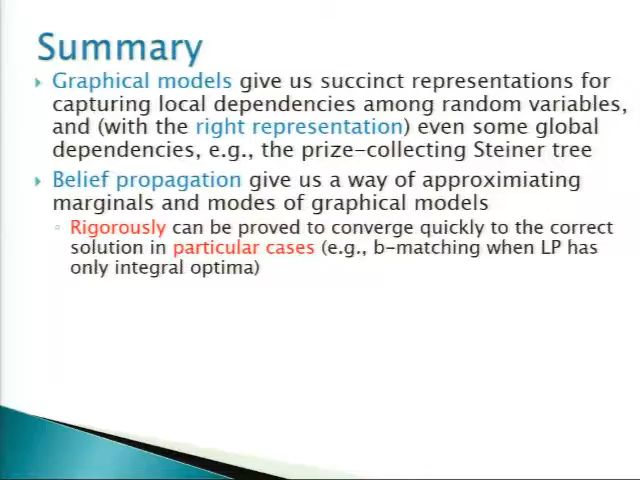 Summary
Graphical models give us succinct representations for
capturing local dependencies among random variables,
and (with the right representation) even some global
dependencies, e.g., the prize-collecting Steiner tree
Belief propagation give us a way of approximiating
marginals and modes of graphical models
Rigorously can be proved to converge quickly to the correct
solution in particular cases (e.g., b-matching when LP has
only integral optima)